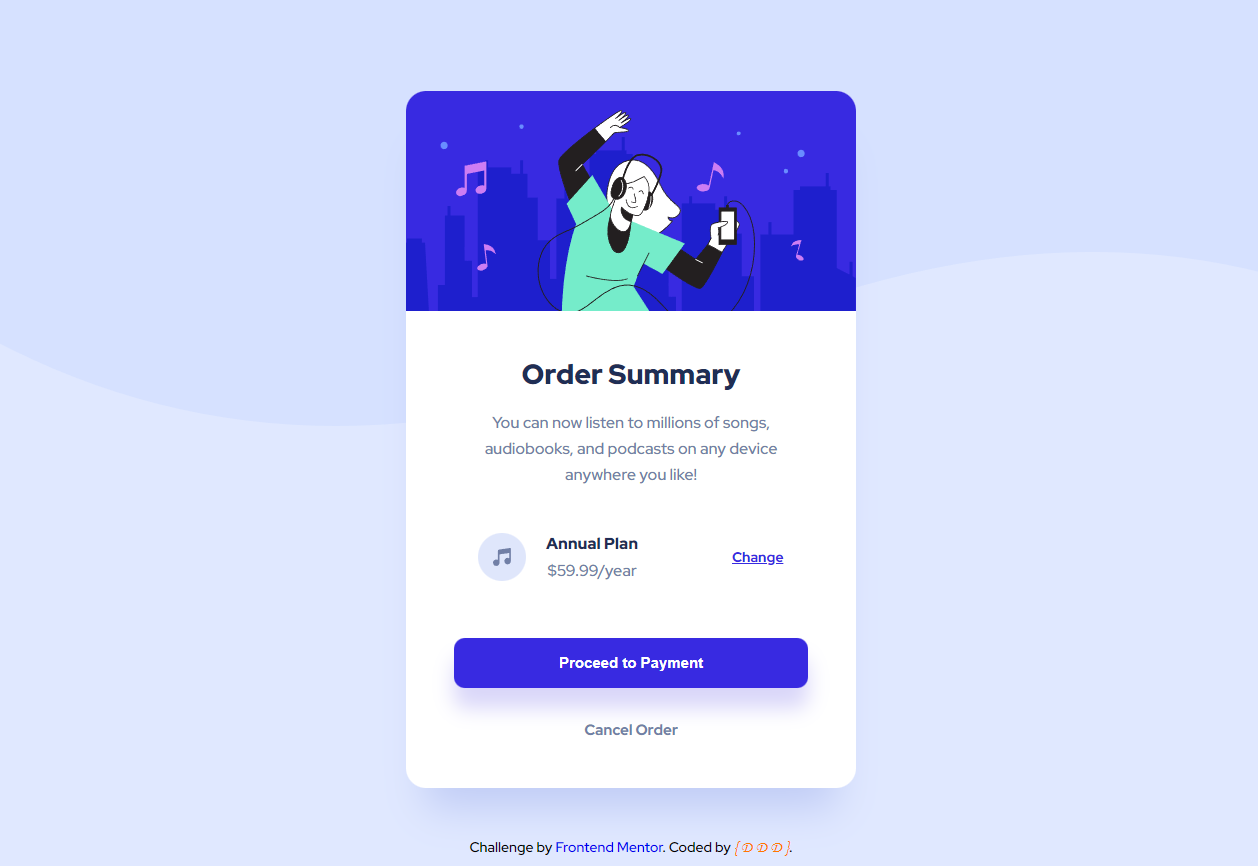 Order Summary
You can now listen to millions of songs,
audiobooks, and podcasts on any device
anywhere you like!
Annual Plan
$59.99/year
Change
Proceed to Payment
Cancel Order
Challenge by Frontend Mentor. Coded by {𝓓 𝓓 𝓓}.